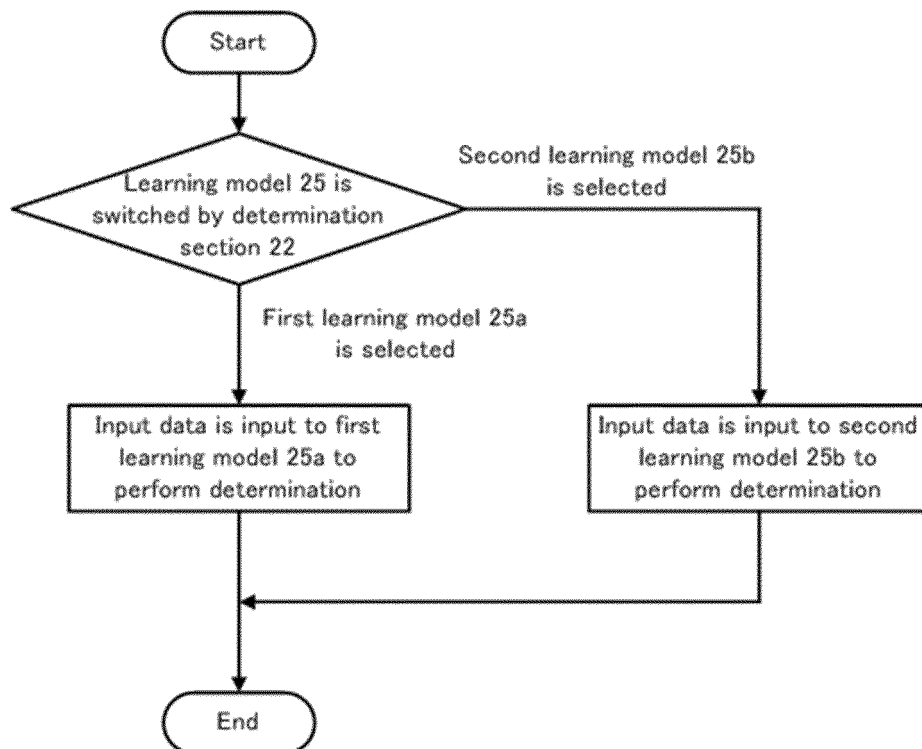 Start
Learning model 25 is
switched by determination
section 22
Second learning model 25b
is selected
First learning model 25a
is selected
Input data is input to first
learning model 25a to
perform determination
Input data is input to second
learning model 25b to
perform determination
End